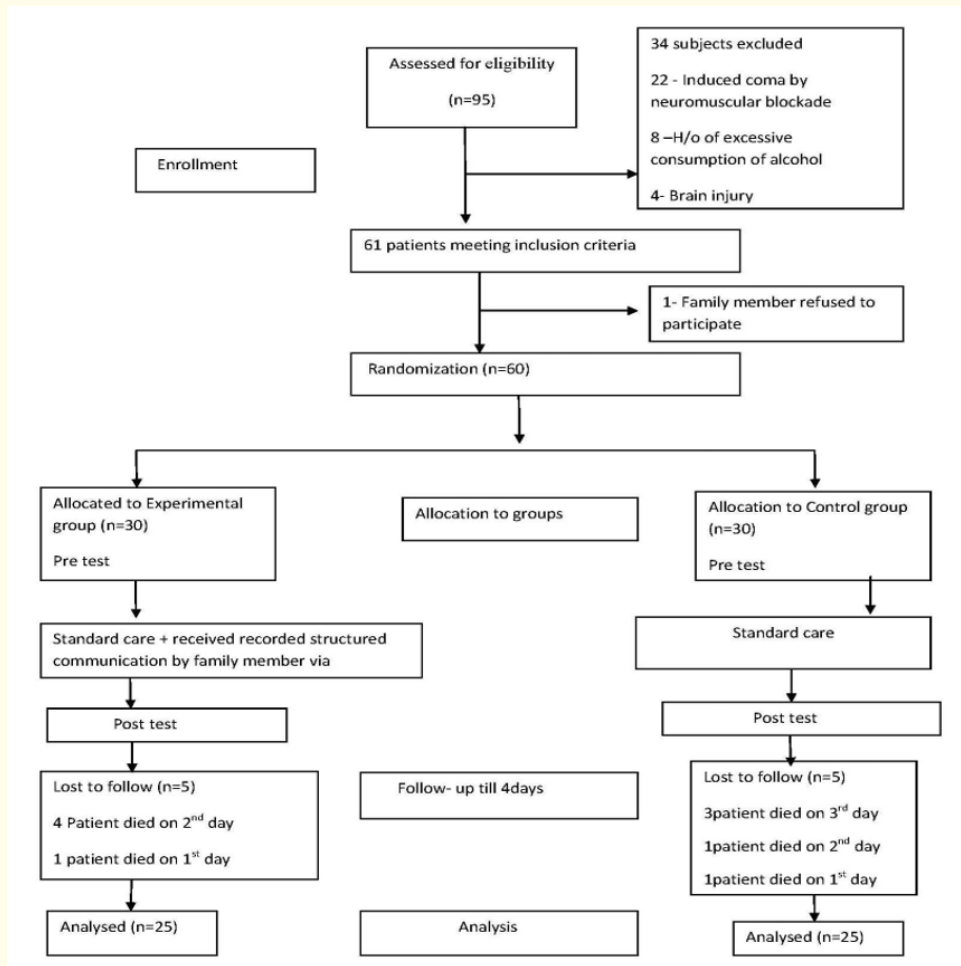 Assessed for eligibility
(n=95)
34 subjects excluded
22 - Induced coma by
neuromuscular blockade
8 –H/o of excessive
consumption of alcohol
4- Brain injury
Enrollment
61 patients meeting inclusion criteria
1- Family member refused to
participate
Randomization (n=60)
Allocated to Experimental
group (n=30)
Pre test
Allocation to groups
Allocation to Control group
(n=30)
Pre test
Standard care + received recorded structured
communication by family member via
Standard care
Post test
Post test
Lost to follow (n=5)
4 Patient died on 2nd day
1 patient died on 1st day
Follow- up till 4days
Lost to follow (n=5)
3patient died on 3rd day
1patient died on 2nd day
1patient died on 1st day
Analysed (n=25)
Analysis
Analysed (n=25)